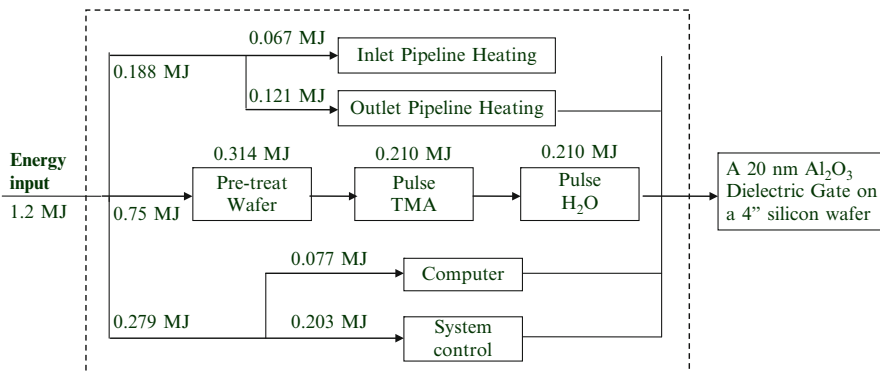 0.067 MJ
Inlet Pipeline Heating
0.188 MJ
0.121 MJ
Outlet Pipeline Heating
Energy
input
1.2 MJ
0.75 MJ
0.314 MJ
Pre-treat
Wafer
0.210 MJ
Pulse
TMA
0.210 MJ
Pulse
H₂O
A 20 nm Al₂O₃
Dielectric Gate on
a 4” silicon wafer
0.077 MJ
Computer
0.279 MJ
0.203 MJ
System
control